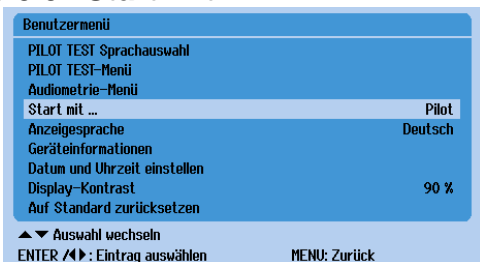 Benutzermenü
PILOT TEST Sprachauswahl
PILOT TEST-Menü
Audiometrie-Menü
Start mit ... Pilot
Anzeigesprache Deutsch
Geräteinformationen
Datum und Uhrzeit einstellen
Display-Kontrast 90 %
Auf Standard zurücksetzen
▲▼ Auswahl wechseln
ENTER /◀▶: Eintrag auswählen MENU: Zurück